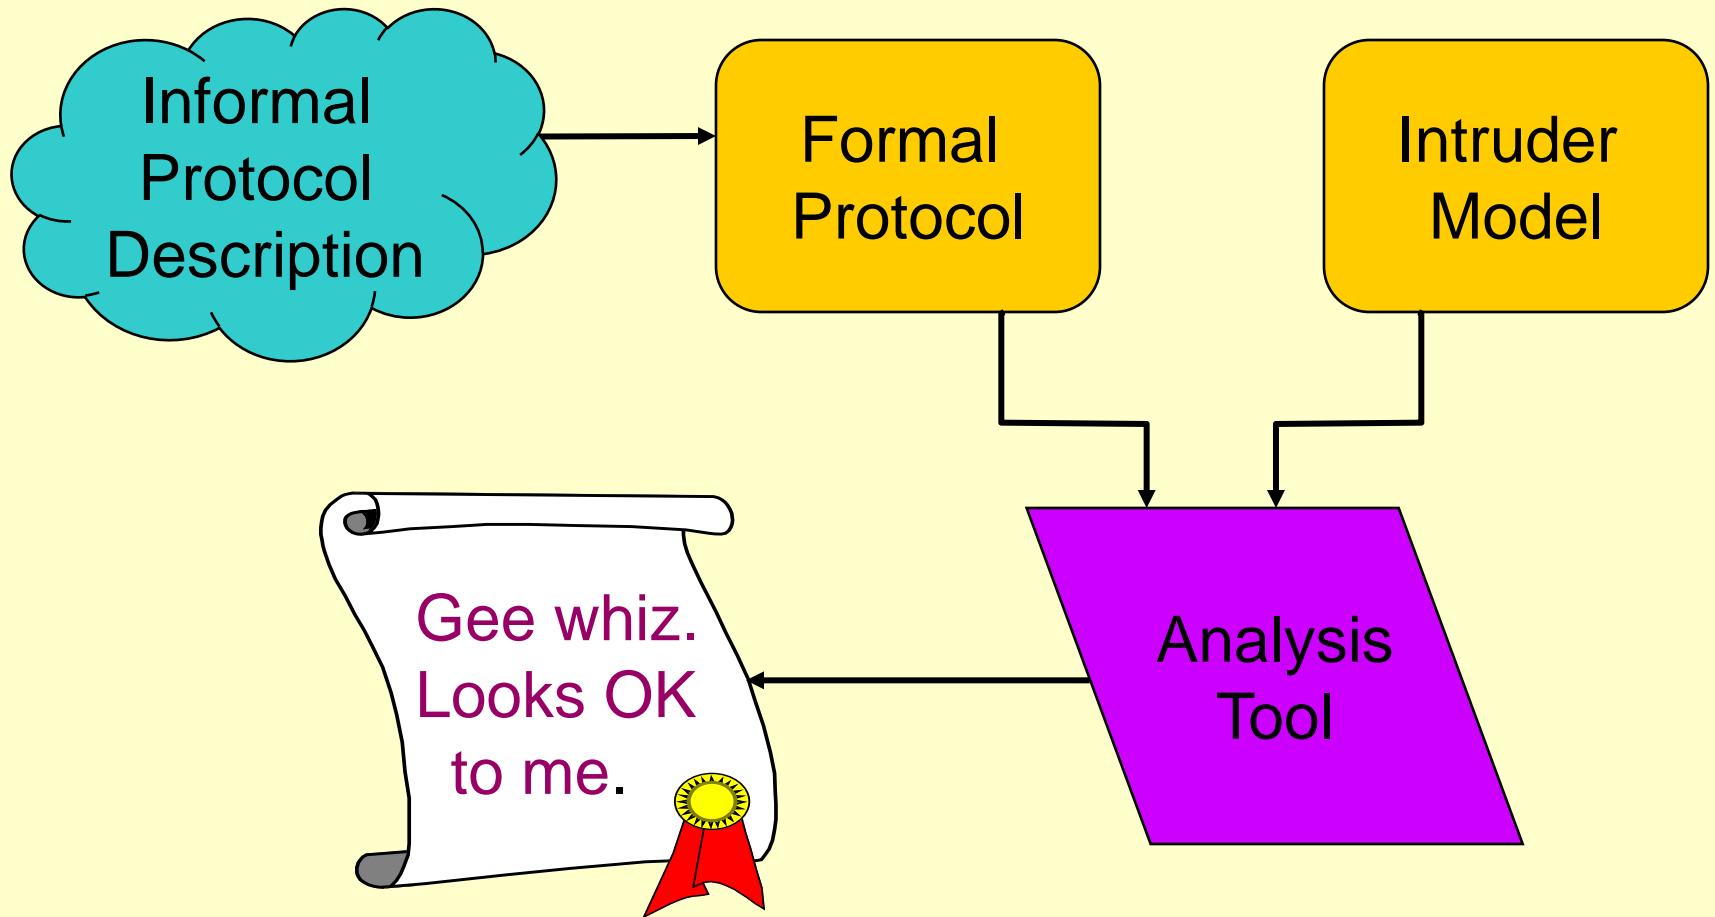 Informal
Protocol
Description
Formal
Protocol
Intruder
Model
Gee whiz.
Looks OK
to me.
Analysis
Tool